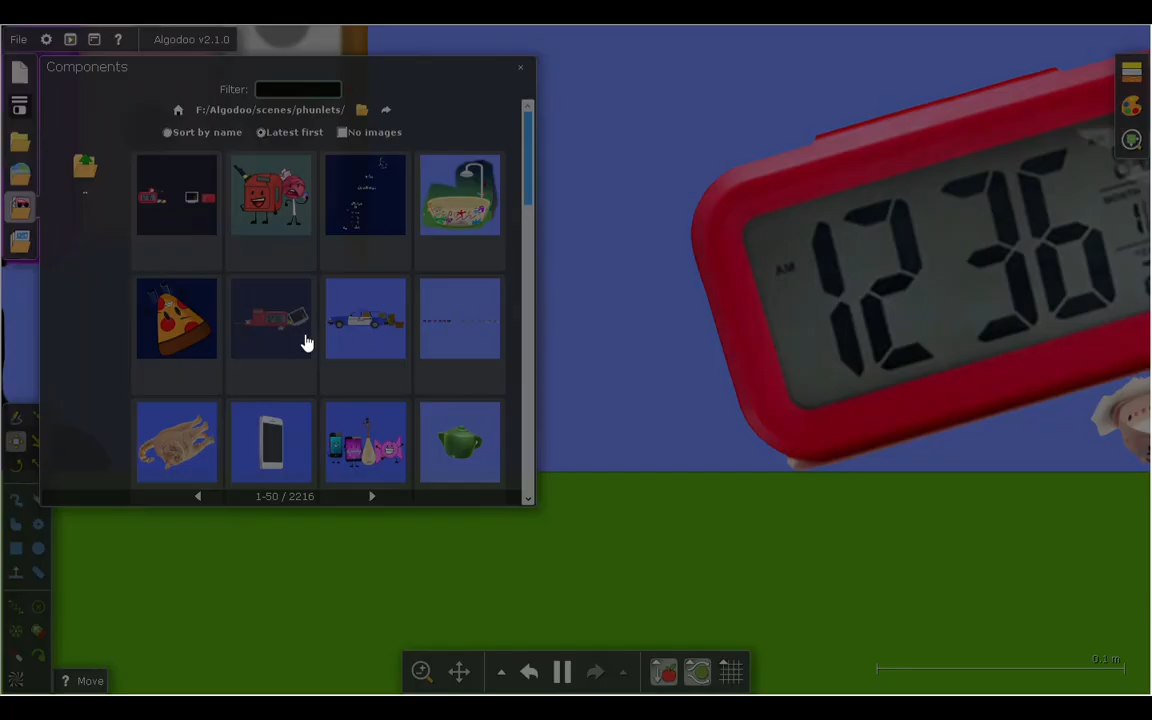 File ? Algodoo v2.1.0
Components
Filter:
F:/Algodoo/scenes/phunlets/
Sort by name Latest first No images
..
AM 12 36
1-50 / 2216
? Move
0.1 m